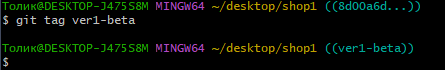 Толик@DESKTOP-J475S8M MINGW64 ~/desktop/shop1 ((8d00a6d...))
$ git tag ver1-beta
Толик@DESKTOP-J475S8M MINGW64 ~/desktop/shop1 ((ver1-beta))
$